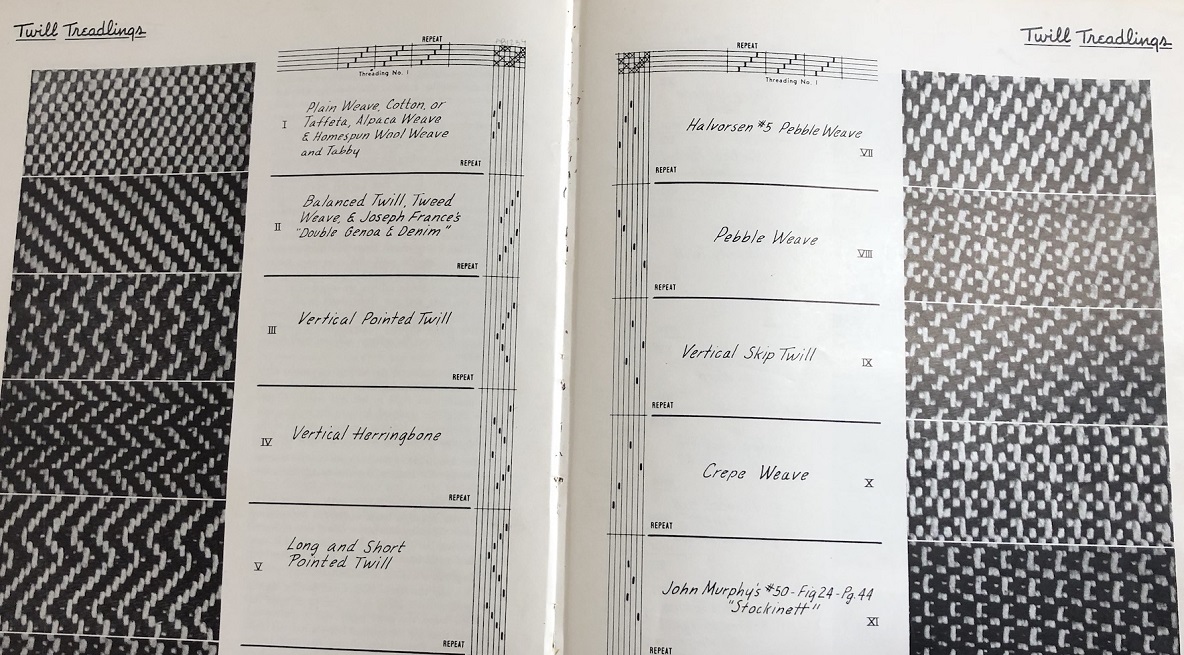 Twill Treadlings
REPEAT
Threading No. 1
I
Plain Weave, Cotton, or
Taffeta, Alpaca Weave
& Homespun Wool Weave
and Tabby
REPEAT
II
Balanced Twill, Tweed
Weave, & Joseph France's
"Double Genoa & Denim"
REPEAT
III
Vertical Pointed Twill
REPEAT
IV
Vertical Herringbone
REPEAT
V
Long and Short
Pointed Twill
REPEAT
Twill Treadlings
REPEAT
Threading No. 1
Halvorsen #5 Pebble Weave
VII
REPEAT
Pebble Weave
VIII
REPEAT
Vertical Skip Twill
IX
REPEAT
Crepe Weave
X
REPEAT
John Murphy's #50-Fig 24-Pg. 44
"Stockinett"
XI
REPEAT